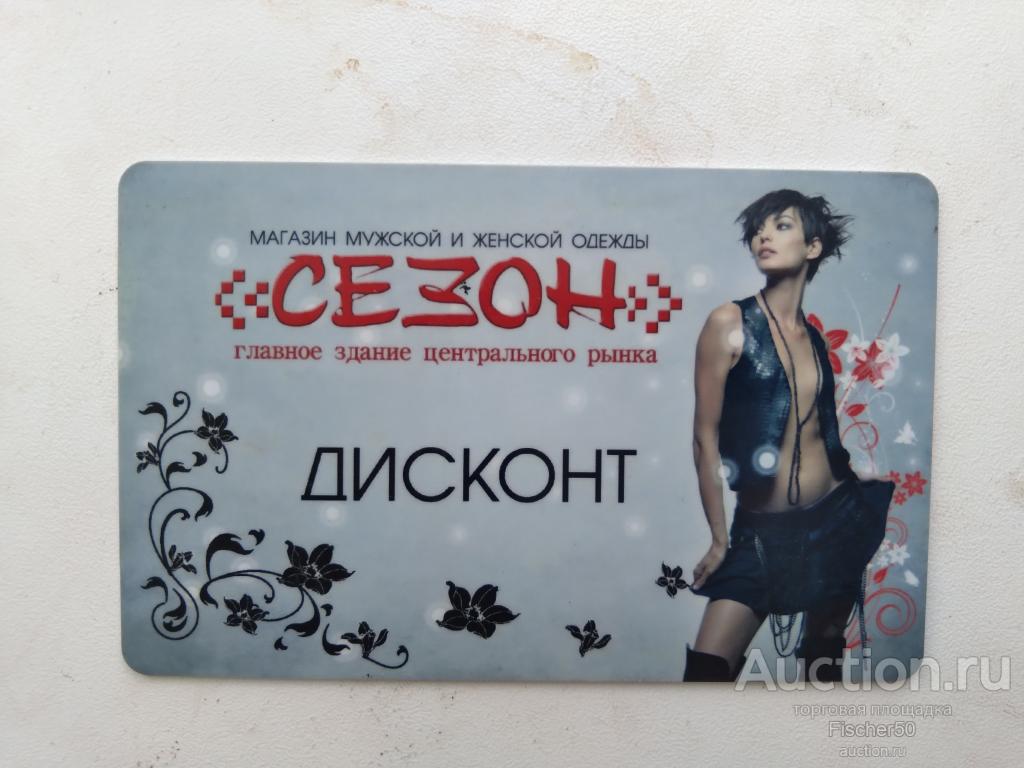 МАГАЗИН МУЖСКОЙ И ЖЕНСКОЙ ОДЕЖДЫ
«СЕЗОН»
главное здание центрального рынка
ДИСКОНТ
Auction.ru
торговая площадка
Fischer50
auction.ru